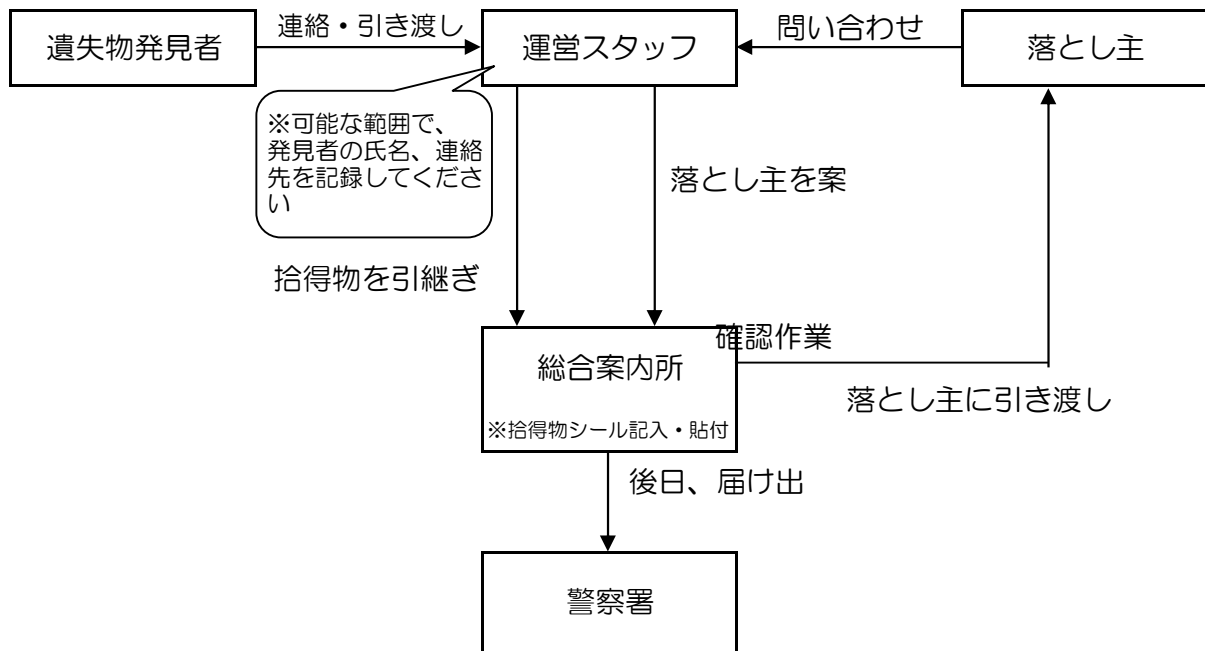 遺失物発見者
連絡・引き渡し
運営スタッフ
問い合わせ
落とし主
※可能な範囲で、
発見者の氏名、連絡
先を記録してくださ
い
落とし主を案
拾得物を引継ぎ
確認作業
総合案内所
※拾得物シール記入・貼付
落とし主に引き渡し
後日、届け出
警察署